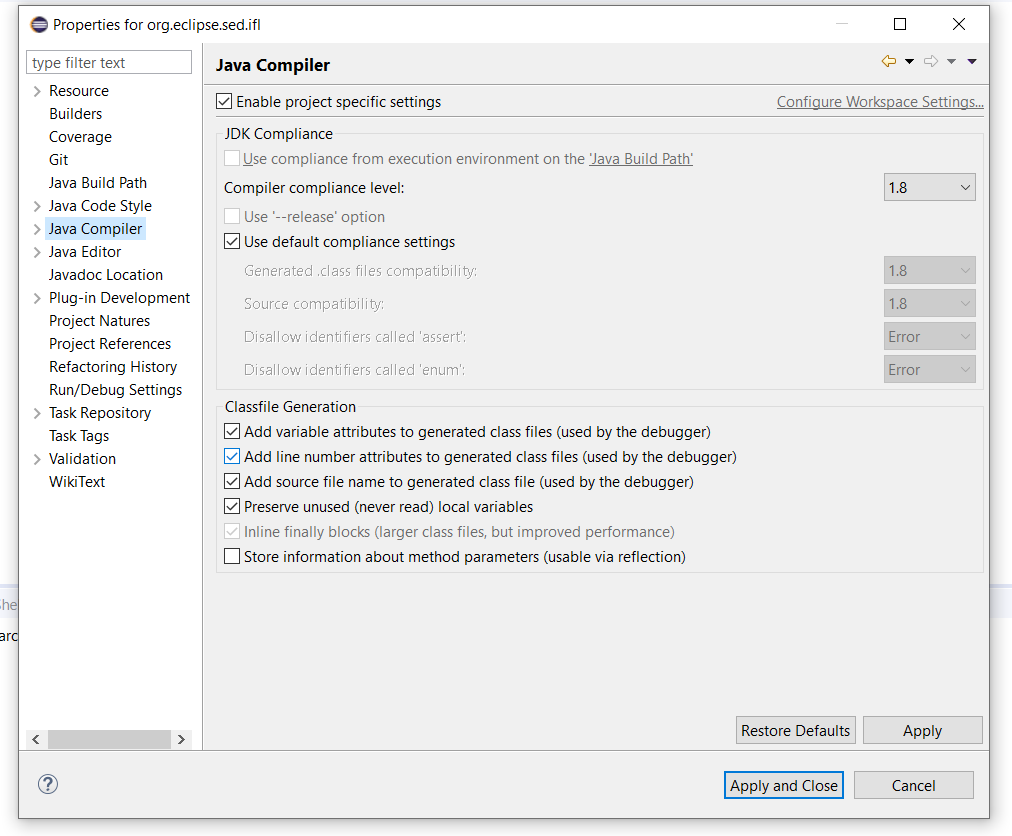 Properties for org.eclipse.sed.ifl
type filter text
Resource
Builders
Coverage
Git
Java Build Path
Java Code Style
Java Compiler
Java Editor
Javadoc Location
Plug-in Development
Project Natures
Project References
Refactoring History
Run/Debug Settings
Task Repository
Task Tags
Validation
WikiText
Java Compiler
Enable project specific settings
Configure Workspace Settings...
JDK Compliance
Use compliance from execution environment on the 'Java Build Path'
Compiler compliance level: 1.8
Use '--release' option
Use default compliance settings
Generated .class files compatibility: 1.8
Source compatibility: 1.8
Disallow identifiers called 'assert': Error
Disallow identifiers called 'enum': Error
Classfile Generation
Add variable attributes to generated class files (used by the debugger)
Add line number attributes to generated class files (used by the debugger)
Add source file name to generated class file (used by the debugger)
Preserve unused (never read) local variables
Inline finally blocks (larger class files, but improved performance)
Store information about method parameters (usable via reflection)
Restore Defaults
Apply
Apply and Close
Cancel